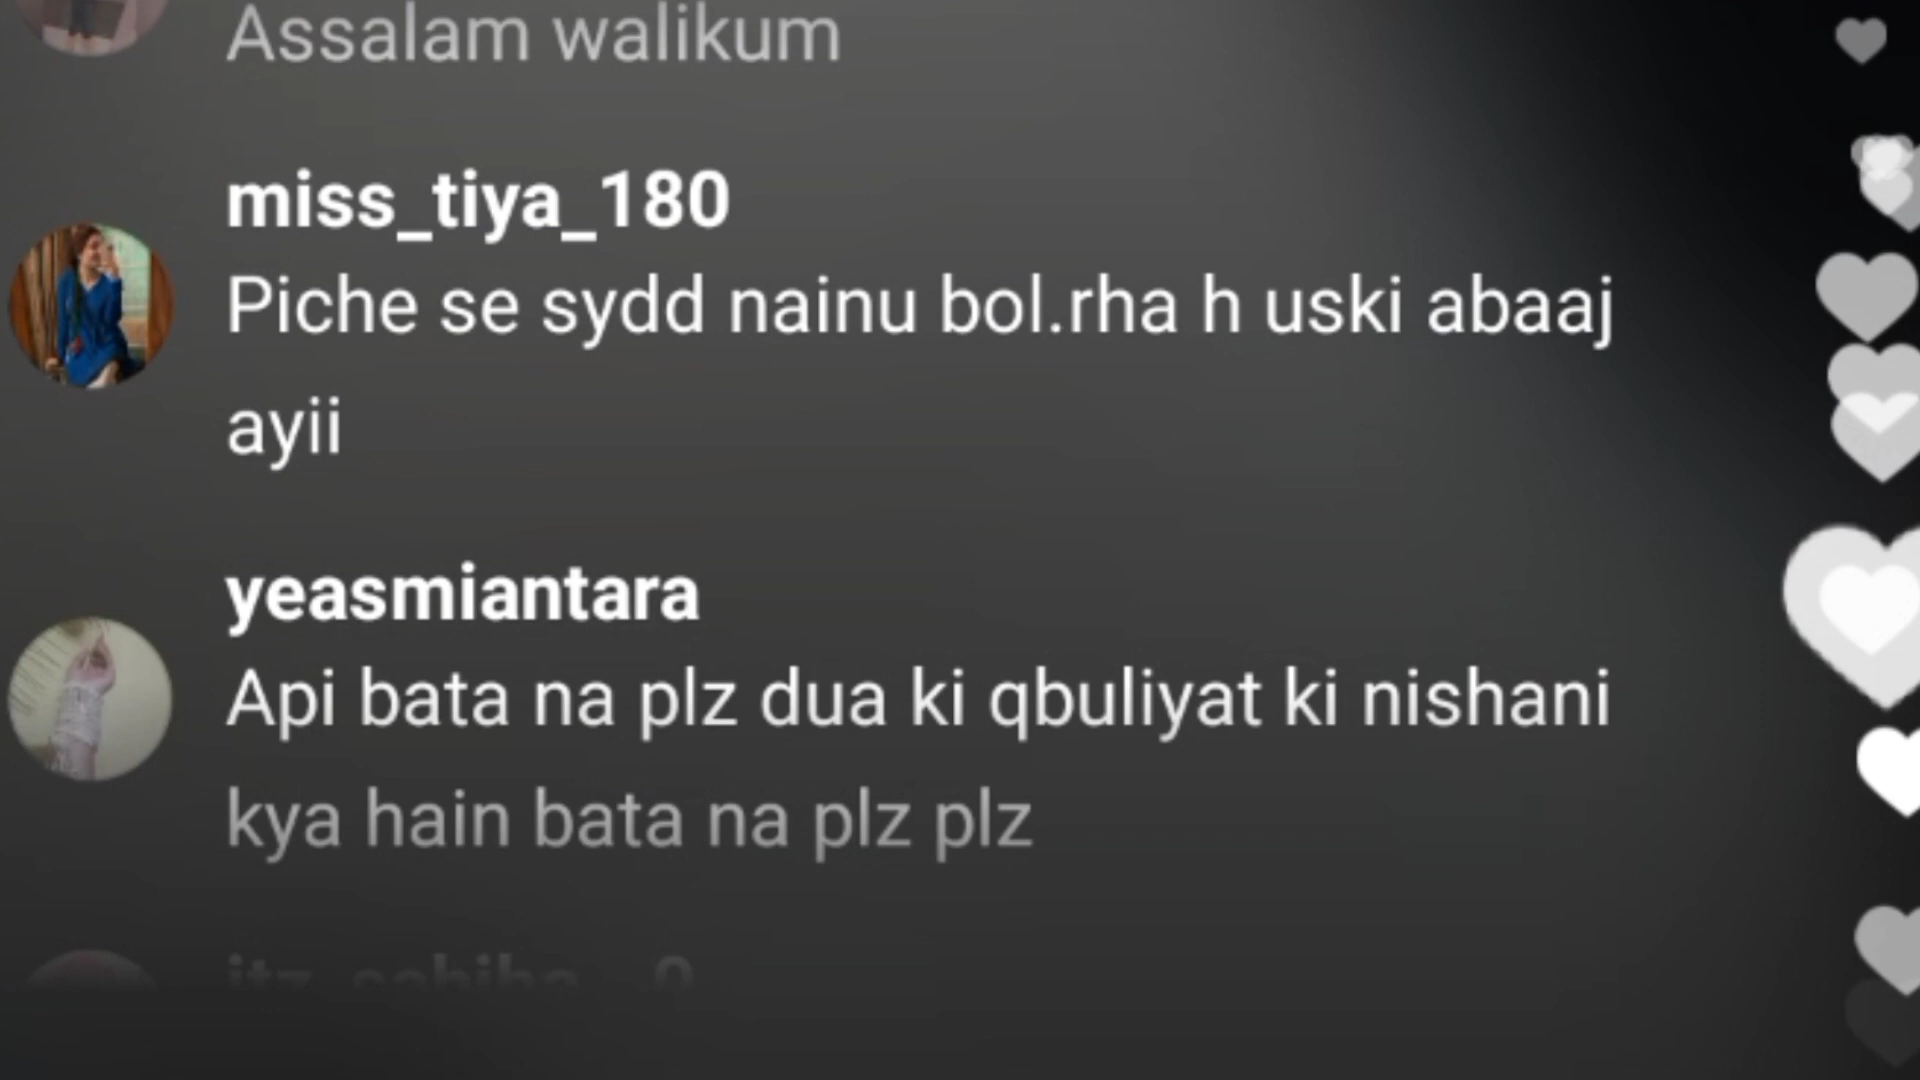 Assalam walikum
miss_tiya_180
Piche se sydd nainu bol.rha h uski abaaj
ayii
yeasmiantara
Api bata na plz dua ki qbuliyat ki nishani
kya hain bata na plz plz